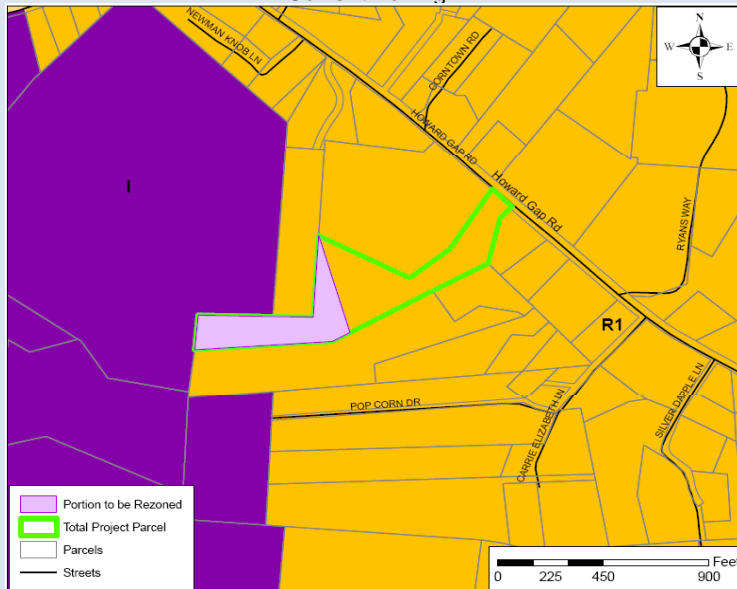 NEWMAN KNOB LN
CORNTOWN RD
N
W E
S
HOWARD GAP RD
Howard Gap Rd
RYANS WAY
I
R1
POP CORN DR
CARRIE ELIZABETH LN
SILVER DAPPLE LN
Portion to be Rezoned
Total Project Parcel
Parcels
Streets
Feet
0 225 450 900